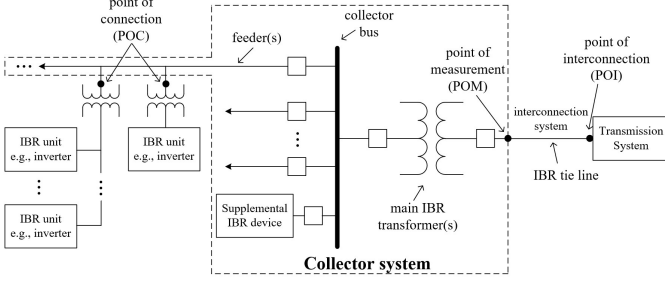 point of
connection
(POC)
feeder(s)
collector
bus
point of
measurement
(POM)
point of
interconnection
(POI)
interconnection
system
Transmission
System
IBR tie line
IBR unit
e.g., inverter
IBR unit
e.g., inverter
IBR unit
e.g., inverter
Supplemental
IBR device
main IBR
transformer(s)
Collector system